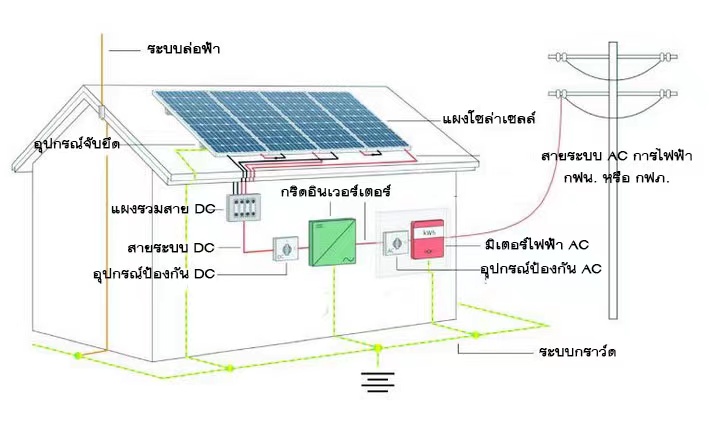 ระบบล่อฟ้า
แผงโซล่าเซลล์
อุปกรณ์จับยึด
สายระบบ AC การไฟฟ้า
กฟน. หรือ กฟภ.
กริดอินเวอร์เตอร์
แผงรวมสาย DC
kWh
สายระบบ DC
DC
AC
มิเตอร์ไฟฟ้า AC
อุปกรณ์ป้องกัน DC
อุปกรณ์ป้องกัน AC
ระบบกราว์ด